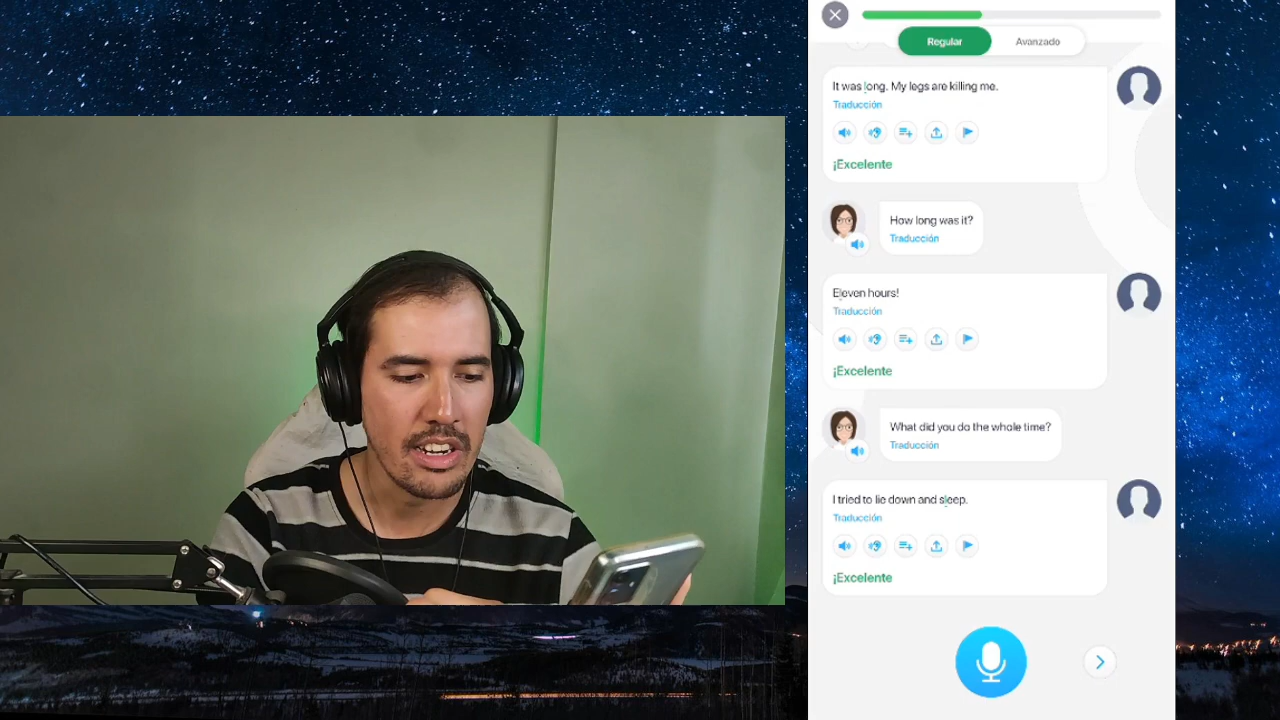 Regular
Avanzado
It was long. My legs are killing me.
Traducción
¡Excelente
How long was it?
Traducción
Eleven hours!
Traducción
¡Excelente
What did you do the whole time?
Traducción
I tried to lie down and sleep.
Traducción
¡Excelente